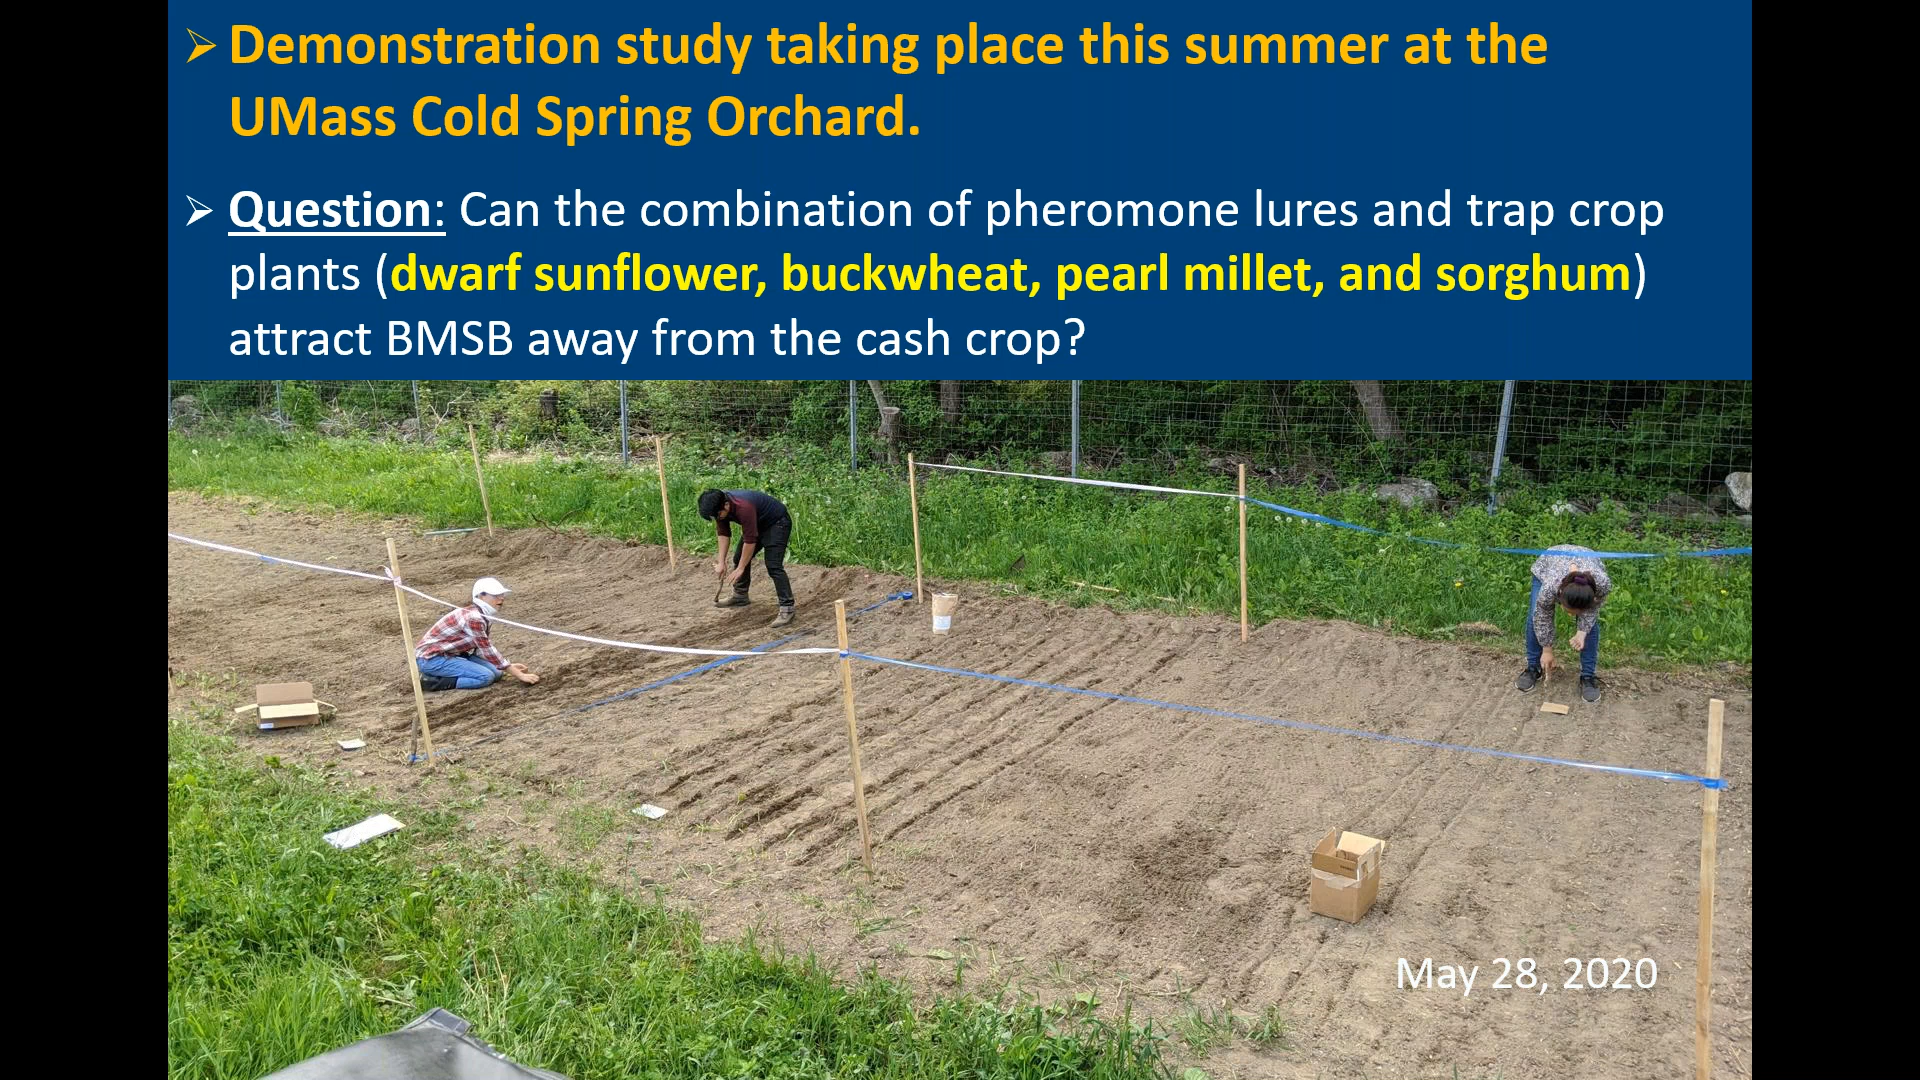 Demonstration study taking place this summer at the
UMass Cold Spring Orchard.
Question: Can the combination of pheromone lures and trap crop
plants (dwarf sunflower, buckwheat, pearl millet, and sorghum)
attract BMSB away from the cash crop?
May 28, 2020